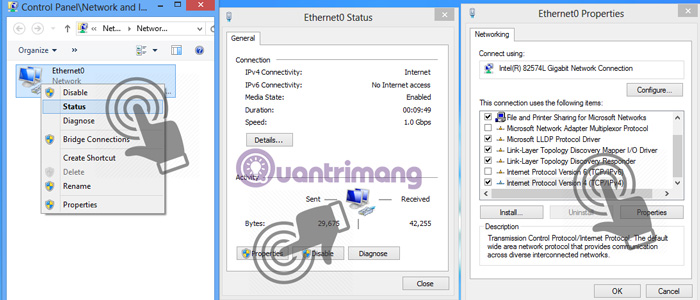 Control Panel\Network and I...
Net...
Organize
Ethernet0
Network
Disable
Status
Diagnose
Bridge Connections
Create Shortcut
Delete
Rename
Properties
Ethernet0 Status
General
Connection
IPv4 Connectivity: Internet
IPv6 Connectivity: No Internet access
Media State: Enabled
Duration: 00:09:49
Speed: 1.0 Gbps
Details...
Quantrimang
Activity
Sent Received
Bytes: 29,675 42,255
Properties Disable Diagnose
Close
Ethernet0 Properties
Networking
Connect using:
Intel(R) 82574L Gigabit Network Connection
Configure...
This connection uses the following items:
File and Printer Sharing for Microsoft Networks
Microsoft Network Adapter Multiplexor Protocol
Microsoft LLDP Protocol Driver
Link-Layer Topology Discovery Mapper I/O Driver
Link-Layer Topology Discovery Responder
Internet Protocol Version 6 (TCP/IPv6)
Internet Protocol Version 4 (TCP/IPv4)
Install... Uninstall Properties
Description
Transmission Control Protocol/Internet Protocol. The default
wide area network protocol that provides communication
across diverse interconnected networks.
OK Cancel